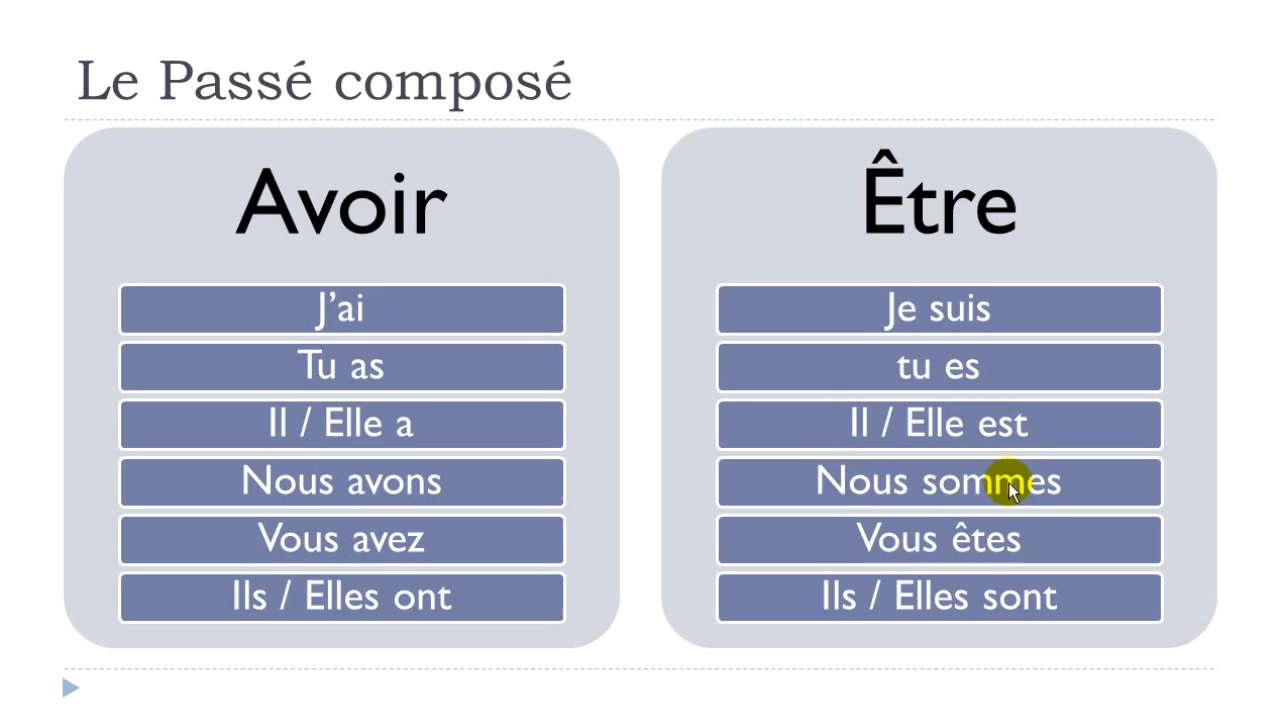 Le Passé composé
Avoir
J’ai
Tu as
Il / Elle a
Nous avons
Vous avez
Ils / Elles ont
Être
Je suis
tu es
Il / Elle est
Nous sommes
Vous êtes
Ils / Elles sont